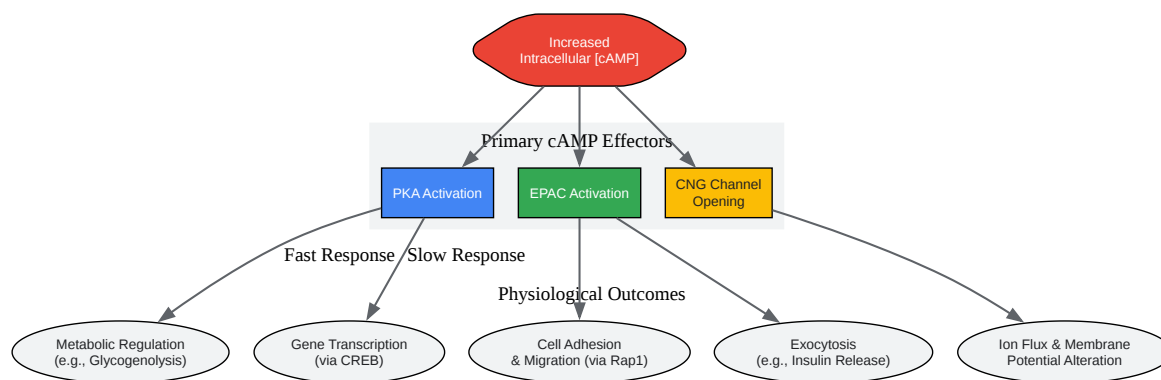 Increased
Intracellular [cAMP]
Primary cAMP Effectors
PKA Activation
EPAC Activation
CNG Channel
Opening
Fast Response
Slow Response
Physiological Outcomes
Metabolic Regulation
(e.g., Glycogenolysis)
Gene Transcription
(via CREB)
Cell Adhesion
& Migration (via Rap1)
Exocytosis
(e.g., Insulin Release)
Ion Flux & Membrane
Potential Alteration